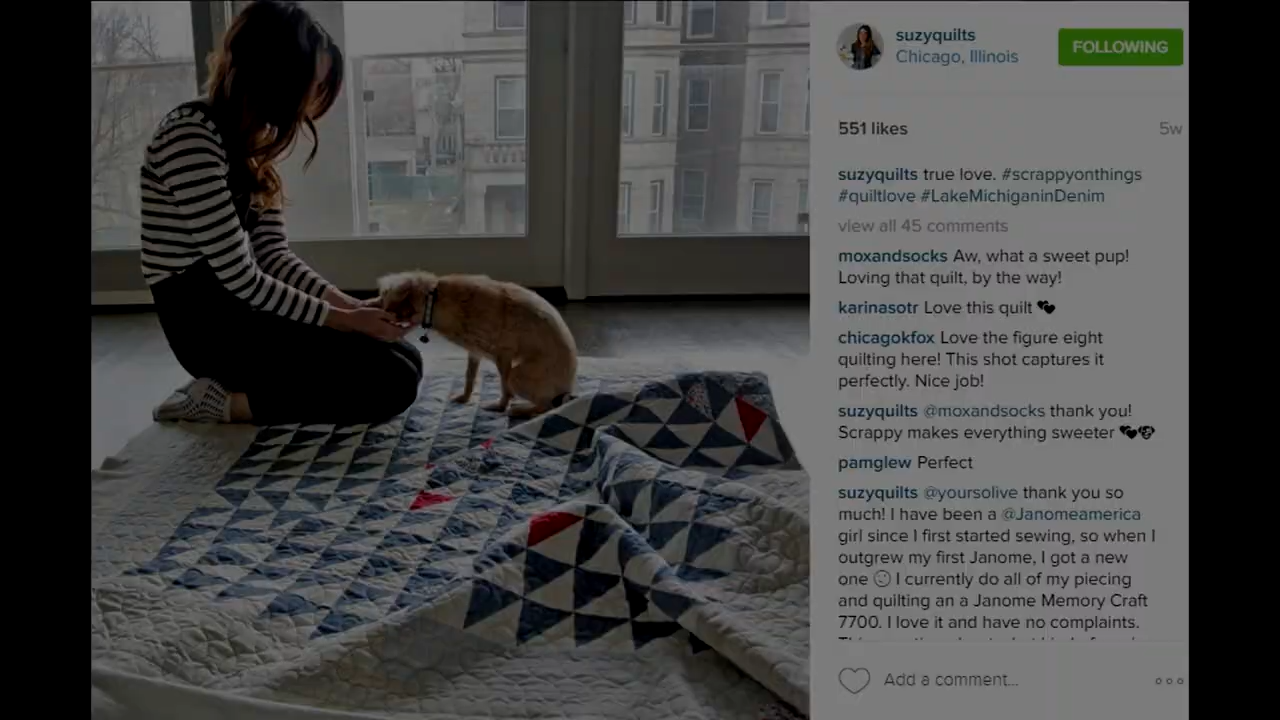 suzyquilts
Chicago, Illinois
FOLLOWING
551 likes
5w
suzyquilts true love. #scrappyonthings
#quiltlove #LakeMichiganinDenim
view all 45 comments
moxandsocks Aw, what a sweet pup!
Loving that quilt, by the way!
karinasotr Love this quilt 💕
chicagokfox Love the figure eight
quilting here! This shot captures it
perfectly. Nice job!
suzyquilts @moxandsocks thank you!
Scrappy makes everything sweeter 💕🐶
pamglew Perfect
suzyquilts @yoursolive thank you so
much! I have been a @Janomeamerica
girl since I first started sewing, so when I
outgrew my first Janome, I got a new
one 😊 I currently do all of my piecing
and quilting an a Janome Memory Craft
7700. I love it and have no complaints.
Add a comment...